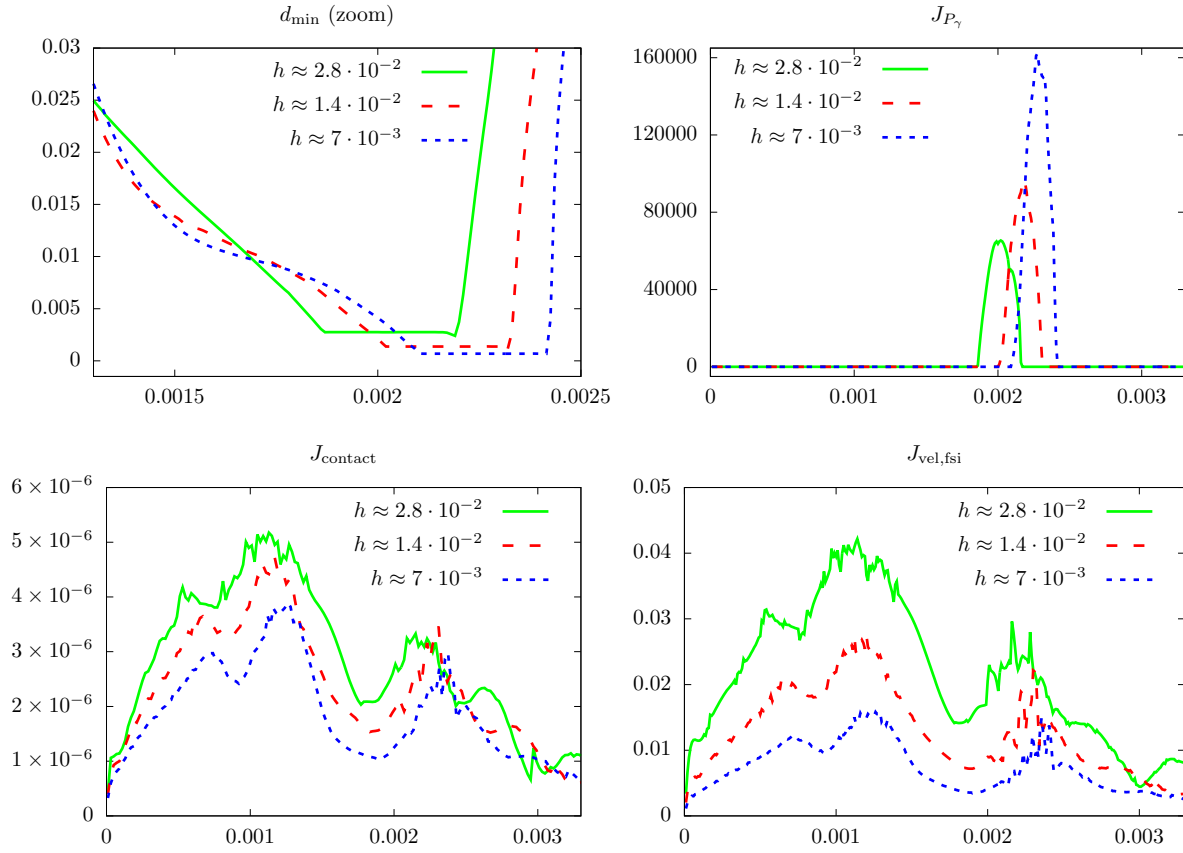 d_min (zoom)
h ≈ 2.8 · 10⁻²
h ≈ 1.4 · 10⁻²
h ≈ 7 · 10⁻³
0.03
0.025
0.02
0.015
0.01
0.005
0
0.0015 0.002 0.0025
J_{P_γ}
h ≈ 2.8 · 10⁻²
h ≈ 1.4 · 10⁻²
h ≈ 7 · 10⁻³
160000
120000
80000
40000
0
0 0.001 0.002 0.003
J_contact
h ≈ 2.8 · 10⁻²
h ≈ 1.4 · 10⁻²
h ≈ 7 · 10⁻³
6 × 10⁻⁶
5 × 10⁻⁶
4 × 10⁻⁶
3 × 10⁻⁶
2 × 10⁻⁶
1 × 10⁻⁶
0
0 0.001 0.002 0.003
J_vel,fsi
h ≈ 2.8 · 10⁻²
h ≈ 1.4 · 10⁻²
h ≈ 7 · 10⁻³
0.05
0.04
0.03
0.02
0.01
0
0 0.001 0.002 0.003